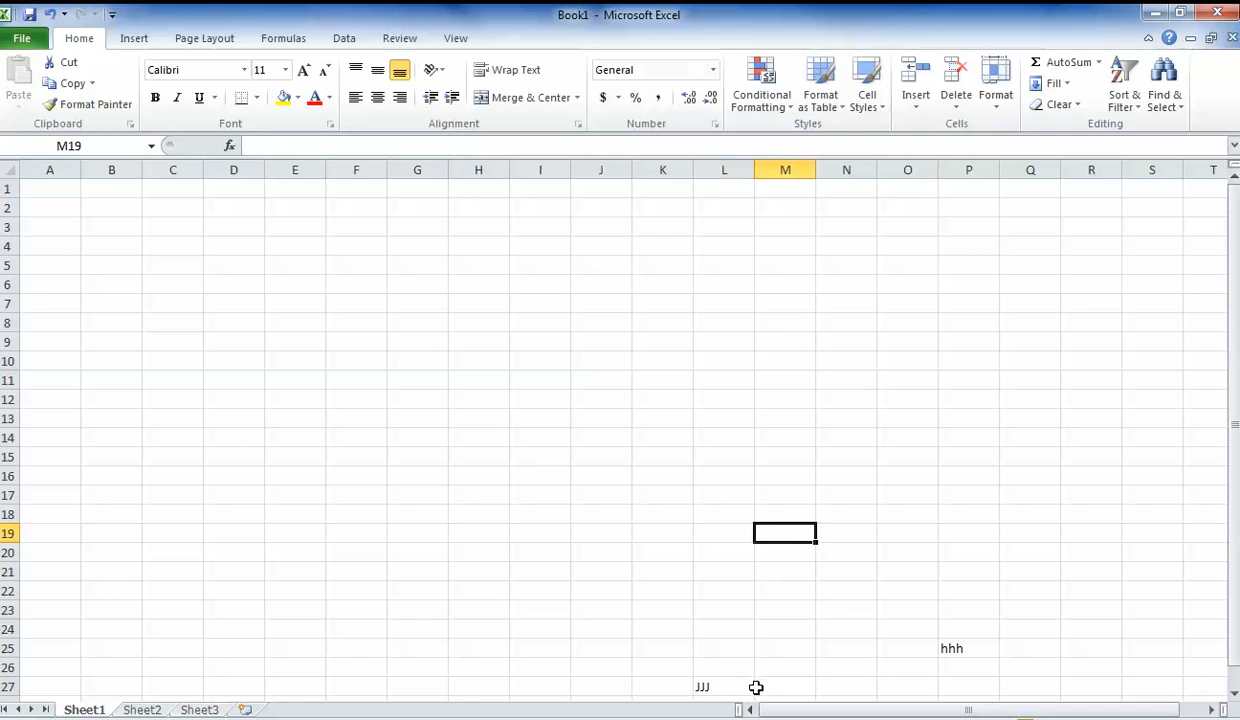 Book1 - Microsoft Excel
File Home Insert Page Layout Formulas Data Review View
Cut
Copy
Format Painter
Paste
Clipboard
Calibri 11
B I U
Font
Wrap Text
Merge & Center
Alignment
General
$ % ,
Number
Conditional Formatting
Format as Table
Cell Styles
Styles
Insert Delete Format
Cells
AutoSum
Fill
Clear
Sort & Filter
Find & Select
Editing
M19 fx
A B C D E F G H I J K L M N O P Q R S T
1
2
3
4
5
6
7
8
9
10
11
12
13
14
15
16
17
18
19
20
21
22
23
24
25 hhh
26
27 JJJ
Sheet1 Sheet2 Sheet3